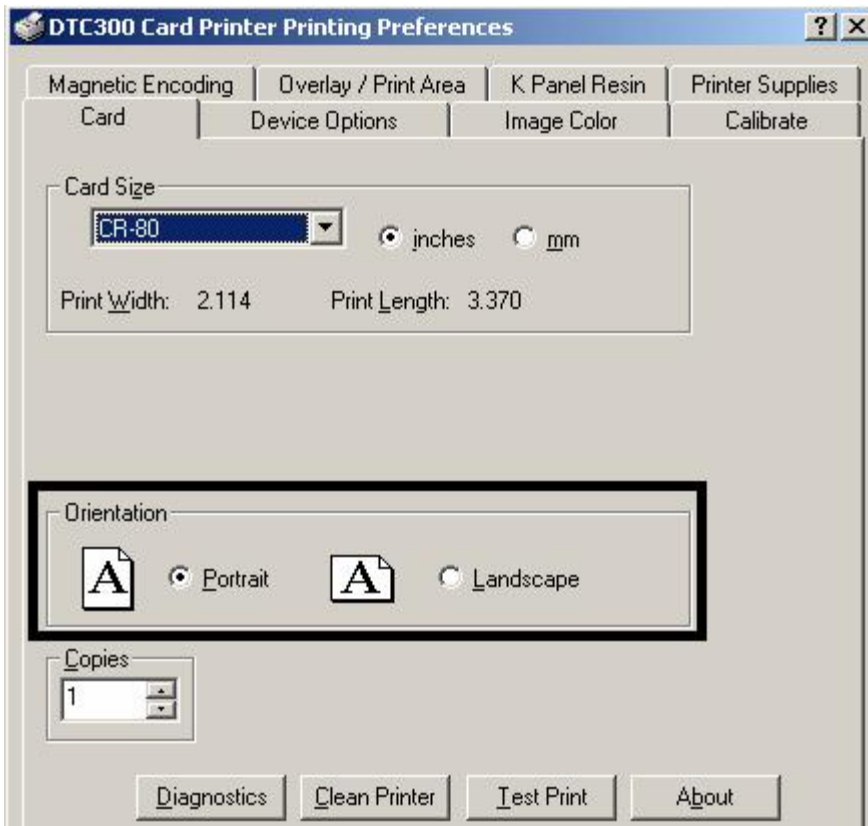 DTC300 Card Printer Printing Preferences
Magnetic Encoding Overlay / Print Area K Panel Resin Printer Supplies
Card Device Options Image Color Calibrate
Card Size
CR-80 inches mm
Print Width: 2.114 Print Length: 3.370
Orientation
A Portrait A Landscape
Copies
1
Diagnostics Clean Printer Test Print About